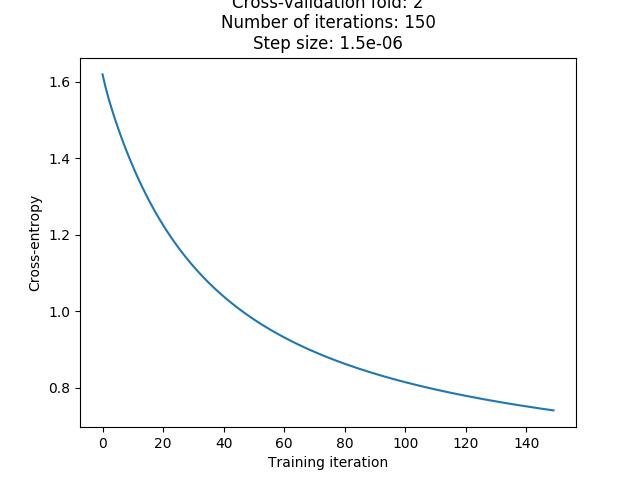 Cross-validation fold: 2
Number of iterations: 150
Step size: 1.5e-06
1.6
1.4
1.2
1.0
0.8
Cross-entropy
0 20 40 60 80 100 120 140
Training iteration